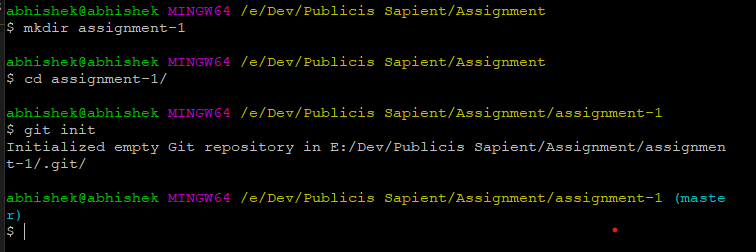 abhishek@abhishek MINGW64 /e/Dev/Publicis Sapient/Assignment
$ mkdir assignment-1
abhishek@abhishek MINGW64 /e/Dev/Publicis Sapient/Assignment
$ cd assignment-1/
abhishek@abhishek MINGW64 /e/Dev/Publicis Sapient/Assignment/assignment-1
$ git init
Initialized empty Git repository in E:/Dev/Publicis Sapient/Assignment/assignmen
t-1/.git/
abhishek@abhishek MINGW64 /e/Dev/Publicis Sapient/Assignment/assignment-1 (maste
r)
$